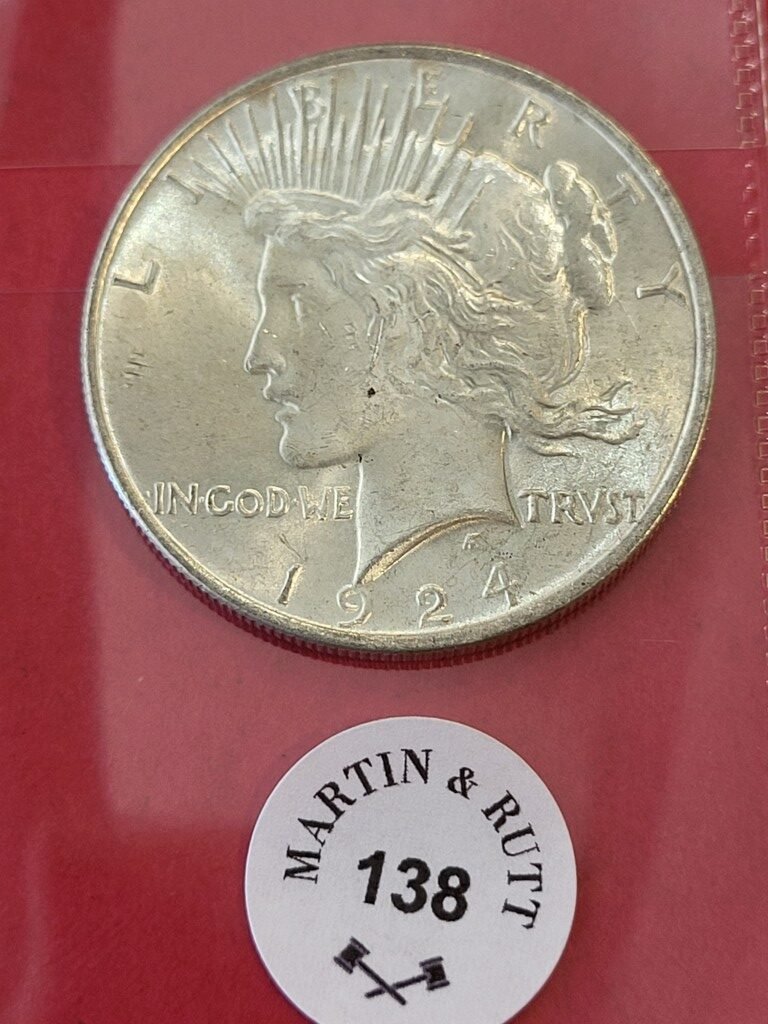 LIBERTY
IN·GOD·WE TRVST
1924
MARTIN & RUTT
138